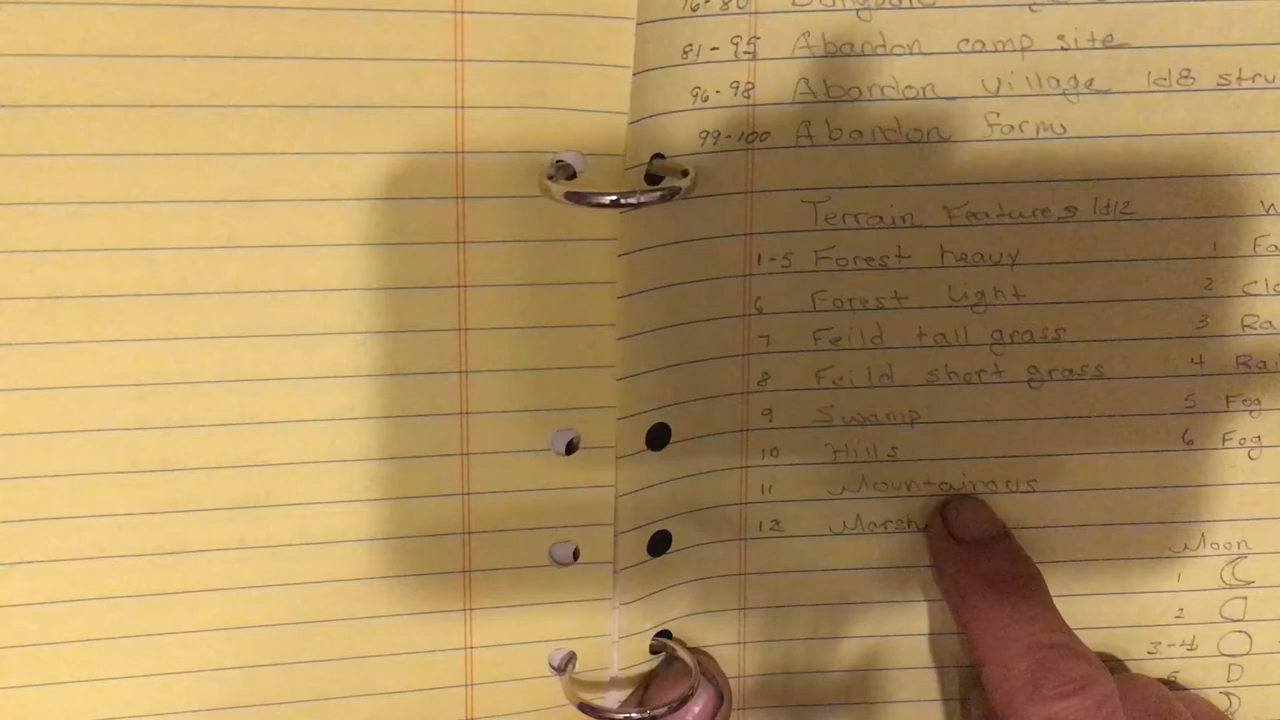 81-95 Abandon camp site
96-98 Abandon village 1d8 stru
99-100 Abandon farm
Terrain Features 1d12
1-5 Forest heavy
6 Forest light
7 Feild tall grass
8 Feild short grass
9 Swamp
10 Hills
11 Mountainous
12 Marsh
1 Fa
2 Clo
3 Ra
4 Rai
5 Fog
6 Fog
Moon
1
2
3-4